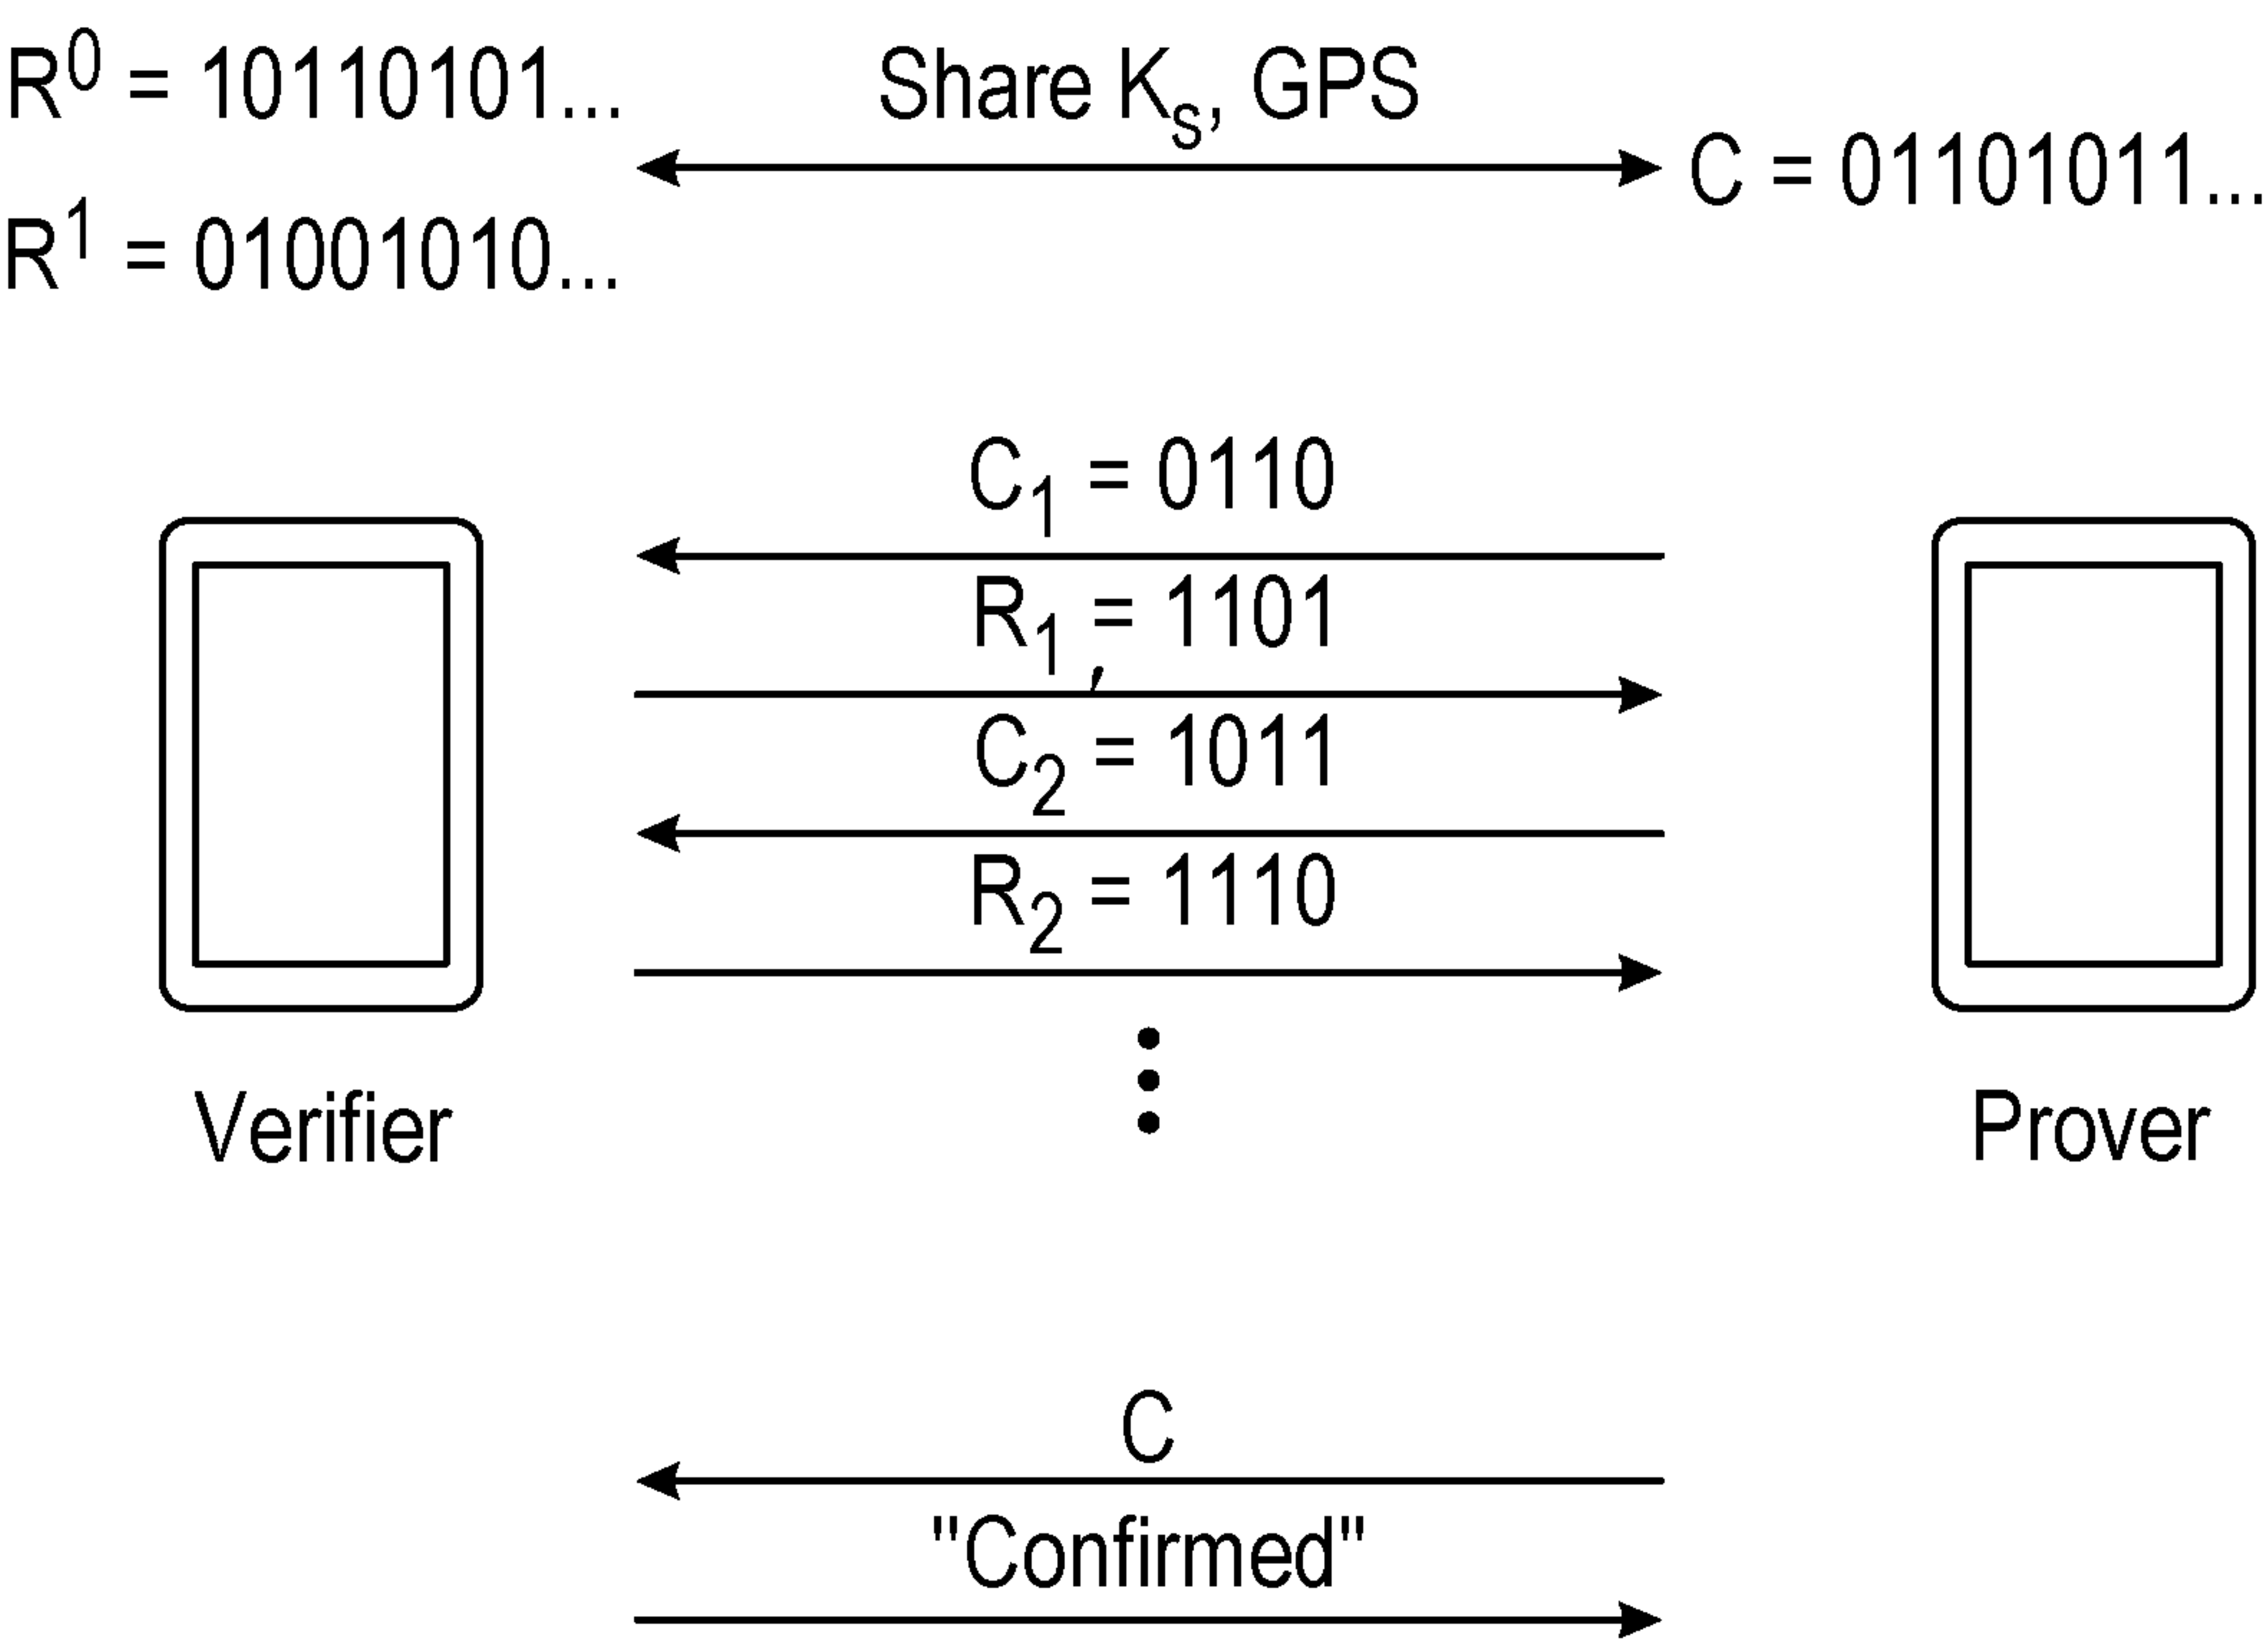 R⁰ = 10110101...
Share Kₛ, GPS
C = 01101011...
R¹ = 01001010...
C₁ = 0110
R₁ = 1101
,
C₂ = 1011
R₂ = 1110
Verifier
Prover
C
"Confirmed"